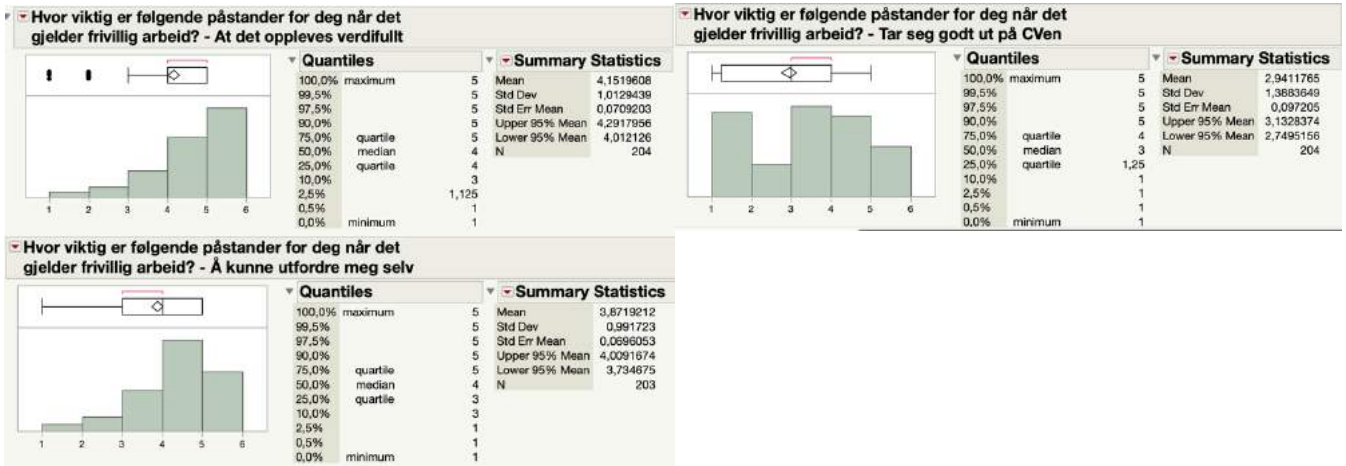 Hvor viktig er følgende påstander for deg når det
gjelder frivillig arbeid? - At det oppleves verdifullt
1 2 3 4 5 6
Quantiles
100,0% maximum 5
99,5% 5
97,5% 5
90,0% 5
75,0% quartile 5
50,0% median 4
25,0% quartile 4
10,0% 3
2,5% 1,125
0,5% 1
0,0% minimum 1
Summary Statistics
Mean 4,1519608
Std Dev 1,0129439
Std Err Mean 0,0709203
Upper 95% Mean 4,2917956
Lower 95% Mean 4,012126
N 204
Hvor viktig er følgende påstander for deg når det
gjelder frivillig arbeid? - Tar seg godt ut på CVen
1 2 3 4 5 6
Quantiles
100,0% maximum 5
99,5% 5
97,5% 5
90,0% 5
75,0% quartile 4
50,0% median 3
25,0% quartile 1,25
10,0% 1
2,5% 1
0,5% 1
0,0% minimum 1
Summary Statistics
Mean 2,9411765
Std Dev 1,3883649
Std Err Mean 0,097205
Upper 95% Mean 3,1328374
Lower 95% Mean 2,7495156
N 204
Hvor viktig er følgende påstander for deg når det
gjelder frivillig arbeid? - Å kunne utfordre meg selv
1 2 3 4 5 6
Quantiles
100,0% maximum 5
99,5% 5
97,5% 5
90,0% 5
75,0% quartile 5
50,0% median 4
25,0% quartile 3
10,0% 3
2,5% 1
0,5% 1
0,0% minimum 1
Summary Statistics
Mean 3,8719212
Std Dev 0,991723
Std Err Mean 0,0696053
Upper 95% Mean 4,0091674
Lower 95% Mean 3,734675
N 203